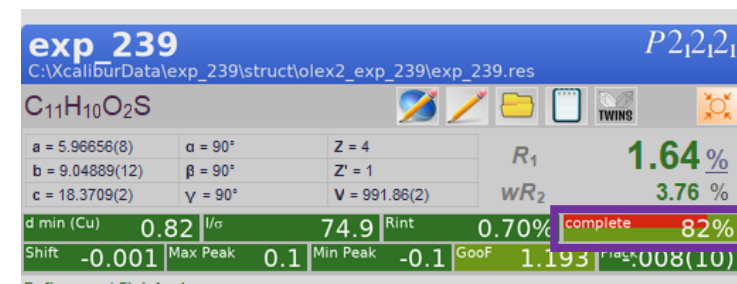 exp_239 P2₁2₁2₁
C:\XcaliburData\exp_239\struct\olex2_exp_239\exp_239.res
C₁₁H₁₀O₂S TWINS
a = 5.96656(8) α = 90° Z = 4 R₁ 1.64 %
b = 9.04889(12) β = 90° Z' = 1
c = 18.3709(2) γ = 90° V = 991.86(2) wR₂ 3.76 %
d min (Cu) 0.82 I/σ 74.9 Rint 0.70% complete 82%
Shift -0.001 Max Peak 0.1 Min Peak -0.1 GooF 1.193 .008(10)